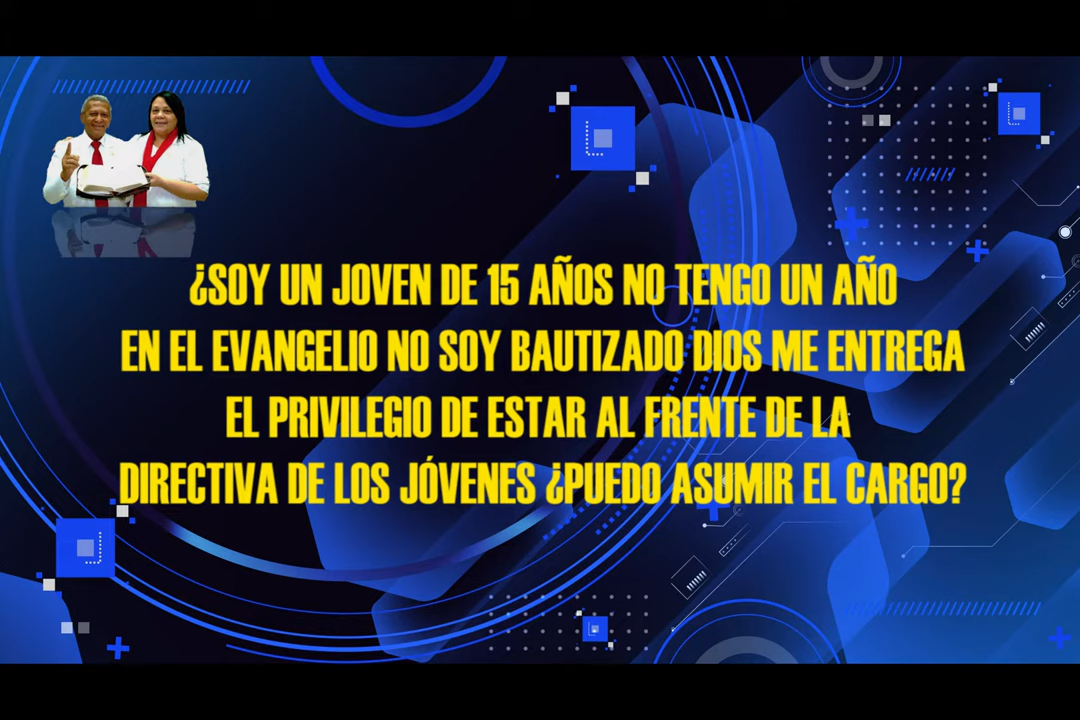 ¿SOY UN JOVEN DE 15 AÑOS NO TENGO UN AÑO
EN EL EVANGELIO NO SOY BAUTIZADO DIOS ME ENTREGA
EL PRIVILEGIO DE ESTAR AL FRENTE DE LA
DIRECTIVA DE LOS JÓVENES ¿PUEDO ASUMIR EL CARGO?